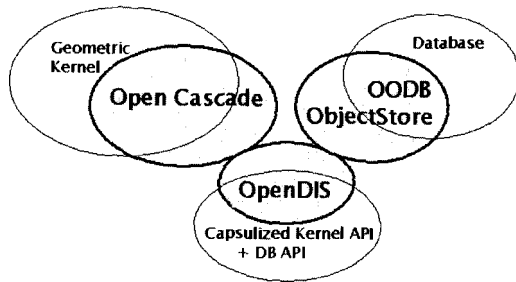 Geometric
Kernel
Open Cascade
Database
OODB
ObjectStore
OpenDIS
Capsulized Kernel API
+ DB API